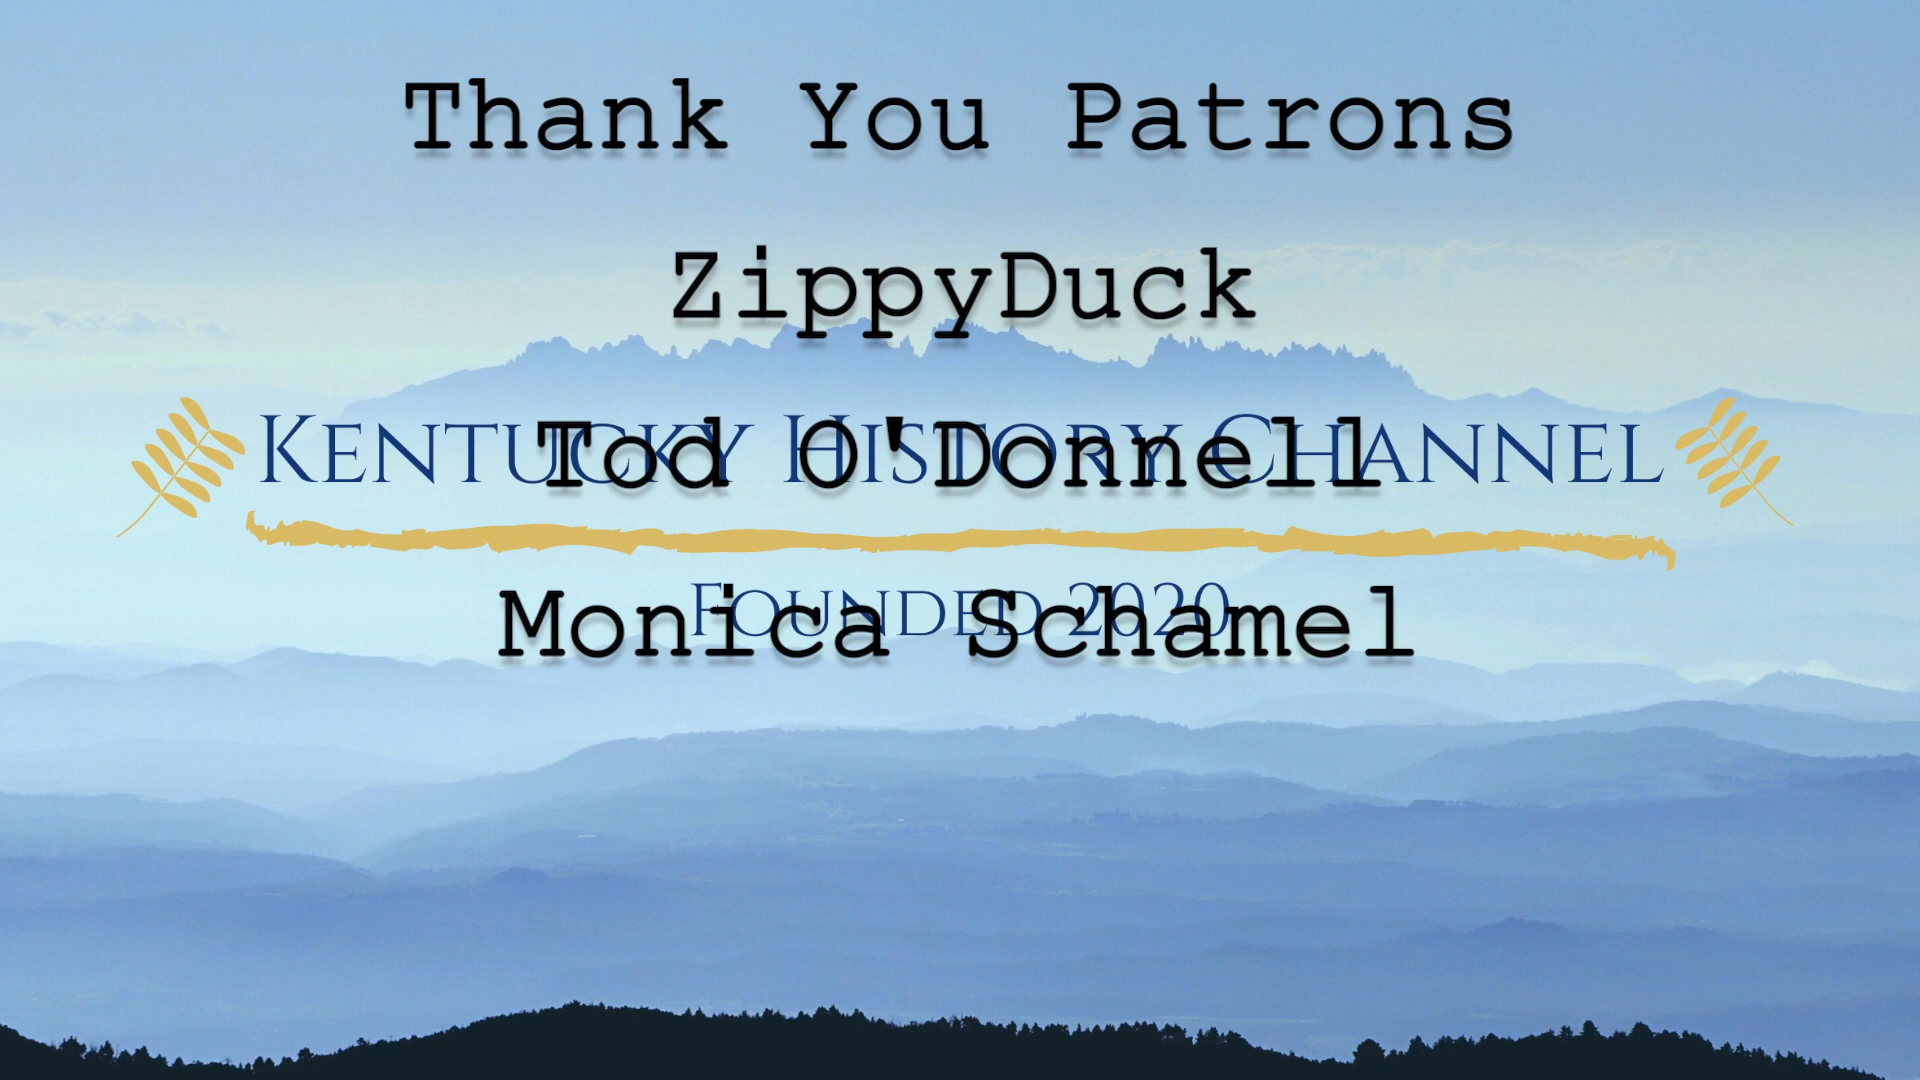 Thank You Patrons
ZippyDuck
Kentucky History Channel
Tod O'Donnell
Founded 2020
Monica Schamel